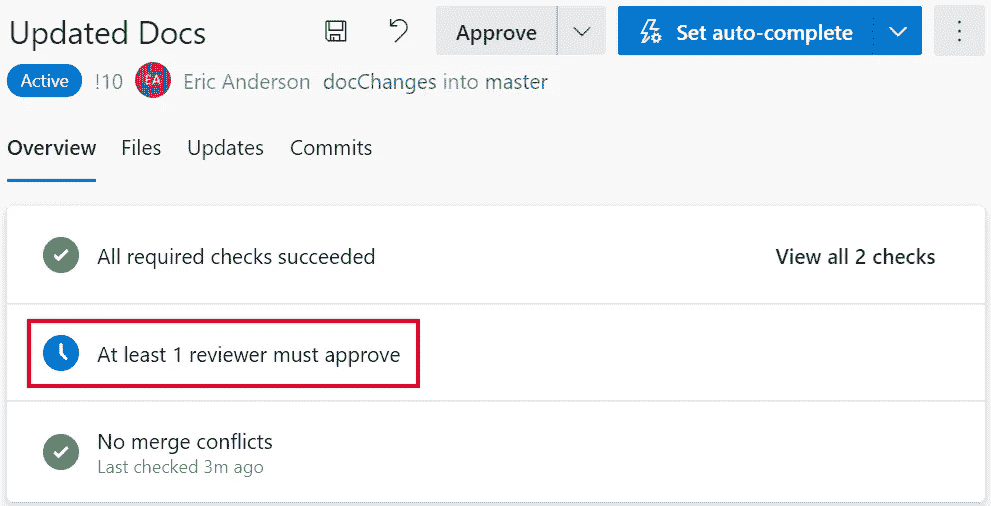 Updated Docs
Approve
Set auto-complete
Active !10 EA Eric Anderson docChanges into master
Overview Files Updates Commits
All required checks succeeded View all 2 checks
At least 1 reviewer must approve
No merge conflicts
Last checked 3m ago